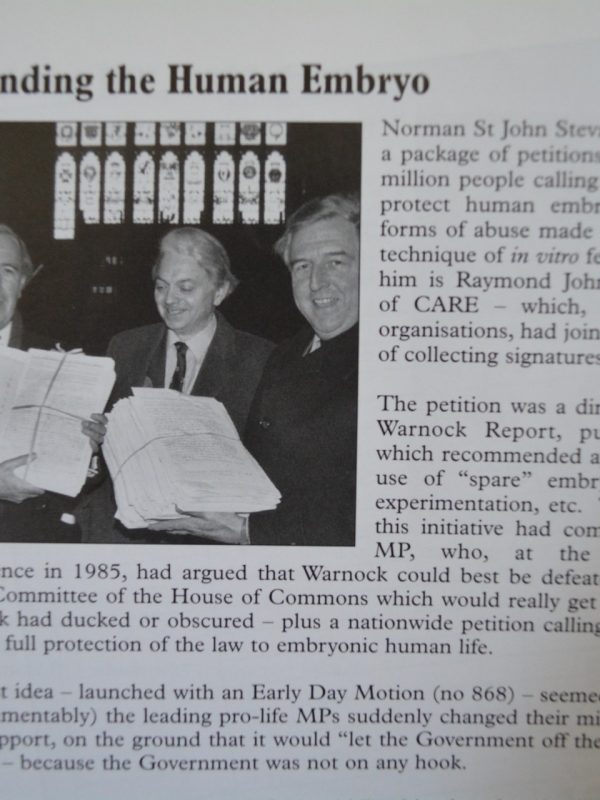 nding the Human Embryo
Norman St John Steva
a package of petitions
million people calling
protect human embr
forms of abuse made
technique of in vitro fe
him is Raymond John
of CARE – which,
organisations, had join
of collecting signatures
The petition was a dir
Warnock Report, pu
which recommended a
use of “spare” embry
experimentation, etc.
this initiative had com
MP, who, at the
ence in 1985, had argued that Warnock could best be defeat
Committee of the House of Commons which would really get
k had ducked or obscured – plus a nationwide petition calling
full protection of the law to embryonic human life.
t idea – launched with an Early Day Motion (no 868) – seemed
mentably) the leading pro-life MPs suddenly changed their mi
pport, on the ground that it would “let the Government off the
– because the Government was not on any hook.